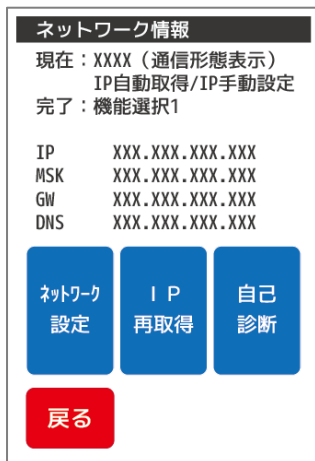 ネットワーク情報
現在：XXXX（通信形態表示）
IP自動取得/IP手動設定
完了：機能選択1
IP XXX.XXX.XXX.XXX
MSK XXX.XXX.XXX.XXX
GW XXX.XXX.XXX.XXX
DNS XXX.XXX.XXX.XXX
ﾈｯﾄﾜｰｸ
設定
ＩＰ
再取得
自己
診断
戻る